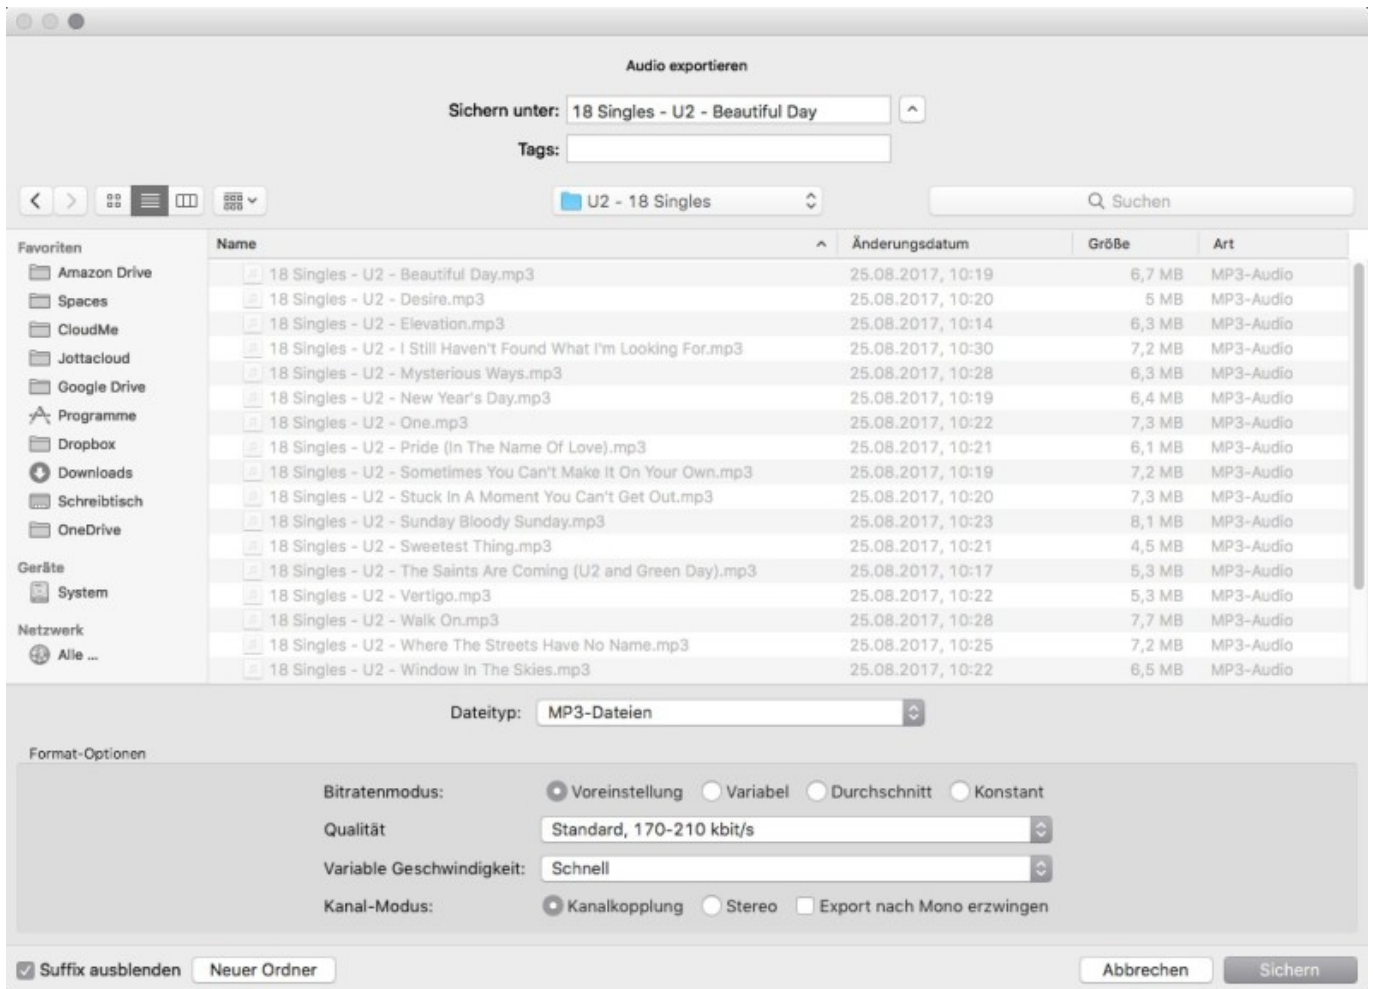 Audio exportieren
Sichern unter: 18 Singles - U2 - Beautiful Day
Tags:
U2 - 18 Singles Suchen
Favoriten Name Änderungsdatum Größe Art
Amazon Drive 18 Singles - U2 - Beautiful Day.mp3 25.08.2017, 10:19 6,7 MB MP3-Audio
Spaces 18 Singles - U2 - Desire.mp3 25.08.2017, 10:20 5 MB MP3-Audio
CloudMe 18 Singles - U2 - Elevation.mp3 25.08.2017, 10:14 6,3 MB MP3-Audio
Jottacloud 18 Singles - U2 - I Still Haven't Found What I'm Looking For.mp3 25.08.2017, 10:30 7,2 MB MP3-Audio
Google Drive 18 Singles - U2 - Mysterious Ways.mp3 25.08.2017, 10:28 6,3 MB MP3-Audio
Programme 18 Singles - U2 - New Year's Day.mp3 25.08.2017, 10:19 6,4 MB MP3-Audio
18 Singles - U2 - One.mp3 25.08.2017, 10:22 7,3 MB MP3-Audio
Dropbox 18 Singles - U2 - Pride (In The Name Of Love).mp3 25.08.2017, 10:21 6,1 MB MP3-Audio
Downloads 18 Singles - U2 - Sometimes You Can't Make It On Your Own.mp3 25.08.2017, 10:19 7,2 MB MP3-Audio
Schreibtisch 18 Singles - U2 - Stuck In A Moment You Can't Get Out.mp3 25.08.2017, 10:20 7,3 MB MP3-Audio
OneDrive 18 Singles - U2 - Sunday Bloody Sunday.mp3 25.08.2017, 10:23 8,1 MB MP3-Audio
18 Singles - U2 - Sweetest Thing.mp3 25.08.2017, 10:21 4,5 MB MP3-Audio
Geräte 18 Singles - U2 - The Saints Are Coming (U2 and Green Day).mp3 25.08.2017, 10:17 5,3 MB MP3-Audio
System 18 Singles - U2 - Vertigo.mp3 25.08.2017, 10:22 5,3 MB MP3-Audio
Netzwerk 18 Singles - U2 - Walk On.mp3 25.08.2017, 10:28 7,7 MB MP3-Audio
Alle ... 18 Singles - U2 - Where The Streets Have No Name.mp3 25.08.2017, 10:25 7,2 MB MP3-Audio
18 Singles - U2 - Window In The Skies.mp3 25.08.2017, 10:22 6,5 MB MP3-Audio
Dateityp: MP3-Dateien
Format-Optionen
Bitratenmodus: Voreinstellung Variabel Durchschnitt Konstant
Qualität Standard, 170-210 kbit/s
Variable Geschwindigkeit: Schnell
Kanal-Modus: Kanalkopplung Stereo Export nach Mono erzwingen
Suffix ausblenden Neuer Ordner Abbrechen Sichern